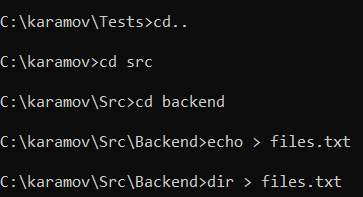 C:\karamov\Tests>cd..
C:\karamov>cd src
C:\karamov\Src>cd backend
C:\karamov\Src\Backend>echo > files.txt
C:\karamov\Src\Backend>dir > files.txt